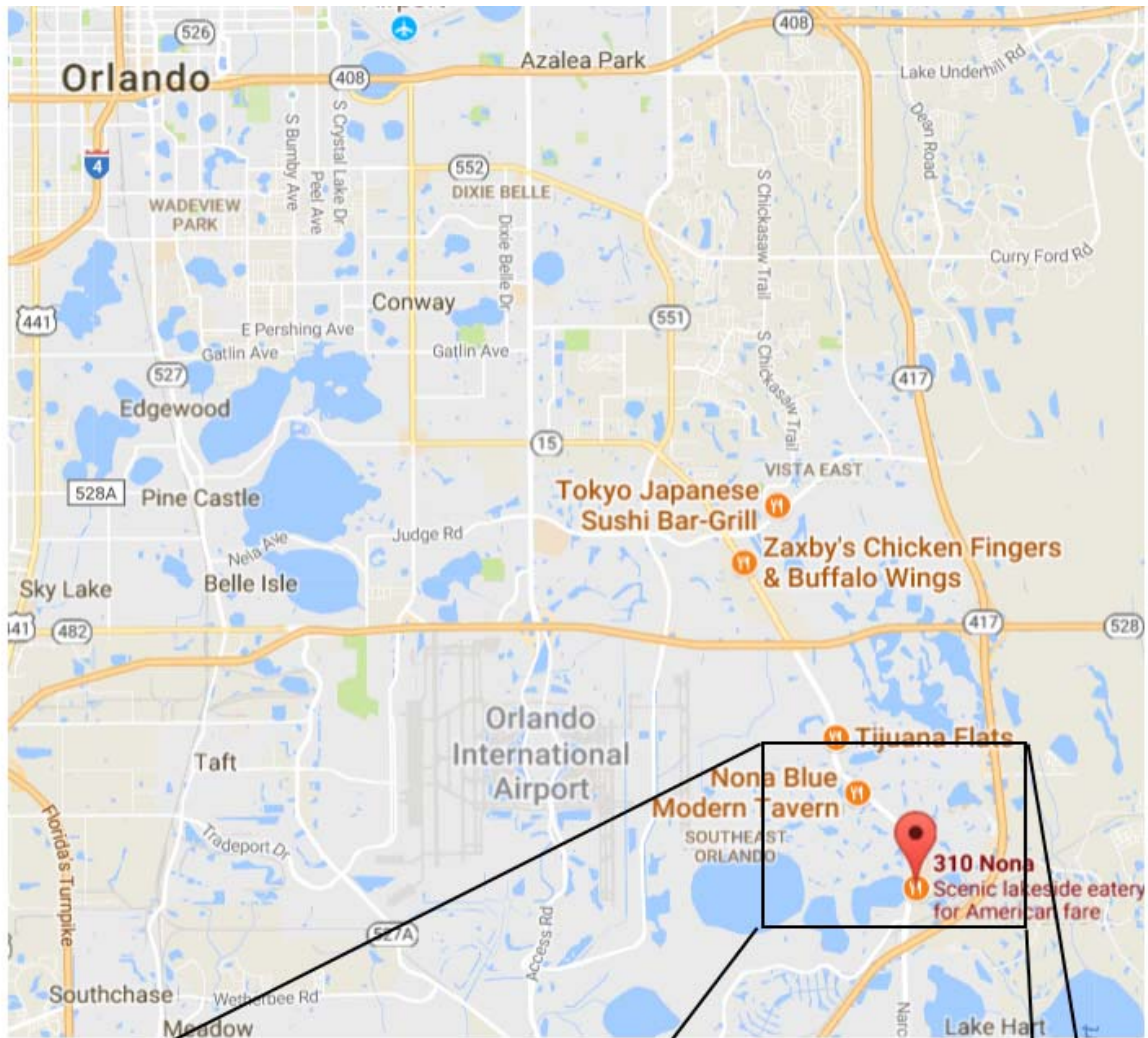 Airport
526
408
Orlando
Azalea Park
408
Lake Underhill Rd
S Bumby Ave
Peel Ave
S Crystal Lake Dr
Dean Road
4
552
DIXIE BELLE
WADEVIEW
PARK
Dixie Belle Dr
S Chickasaw Trail
Curry Ford Rd
Conway
441
E Pershing Ave
551
Gatlin Ave
Gatlin Ave
S Chickasaw Trail
527
417
Edgewood
15
VISTA EAST
528A
Pine Castle
Tokyo Japanese
Sushi Bar-Grill
Judge Rd
Nela Ave
Zaxby's Chicken Fingers
& Buffalo Wings
Sky Lake
Belle Isle
41
482
417
528
Orlando
International
Airport
Tijuana Flats
Taft
Nona Blue
Modern Tavern
Florida's Turnpike
Tradeport Dr
SOUTHEAST
ORLANDO
310 Nona
Scenic lakeside eatery
for American fare
527A
Access Rd
Southchase
Wetherbee Rd
Narc
Meadow
Lake Hart